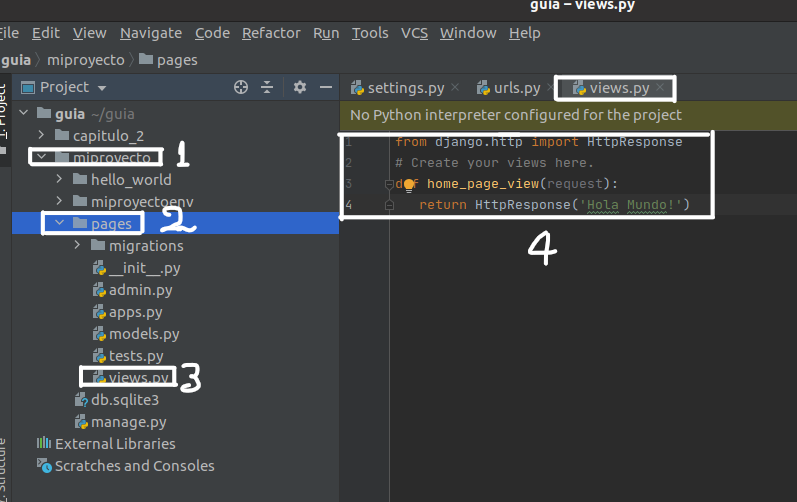 guia – views.py
File Edit View Navigate Code Refactor Run Tools VCS Window Help
guia miproyecto pages
Project
settings.py urls.py views.py
1: Project
No Python interpreter configured for the project
guia ~/guia
capitulo_2
miproyecto 1
hello_world
miproyectoenv
pages 2
migrations
__init__.py
admin.py
apps.py
models.py
tests.py
views.py 3
db.sqlite3
manage.py
External Libraries
Scratches and Consoles
1 from django.http import HttpResponse
2 # Create your views here.
3 def home_page_view(request):
4 return HttpResponse('Hola Mundo!')
4